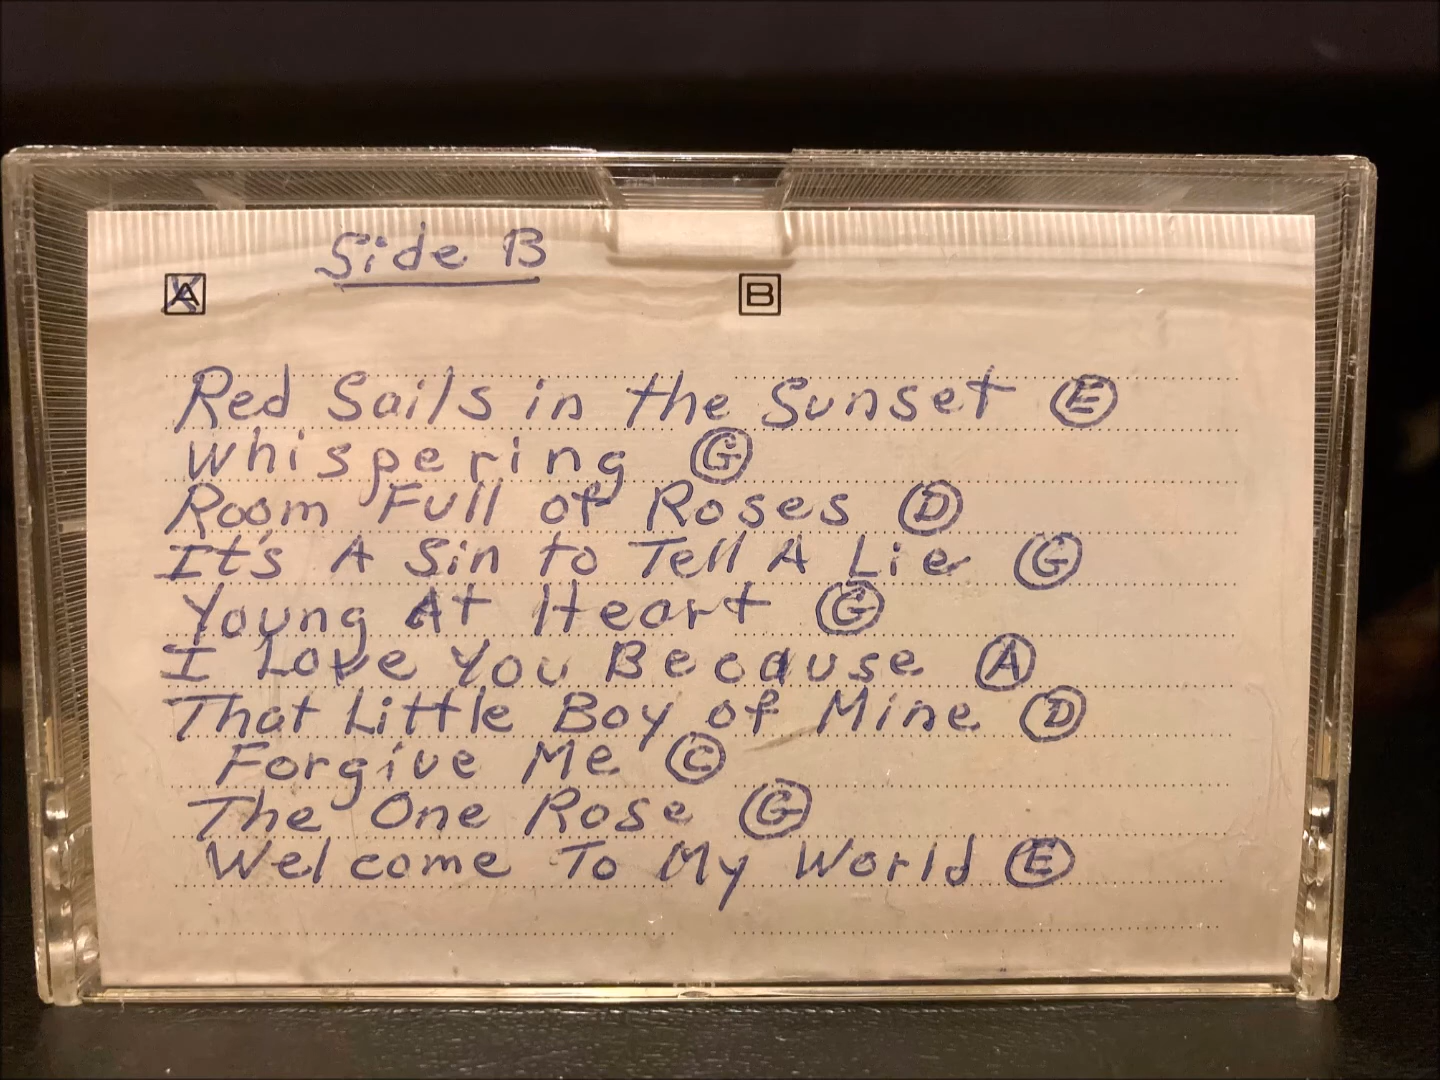 Side B
A B
Red Sails in the Sunset E
Whispering G
Room Full of Roses D
It's A Sin to Tell A Lie G
Young At Heart G
I Love You Because A
That Little Boy of Mine D
Forgive Me C
The One Rose G
Welcome To My World E